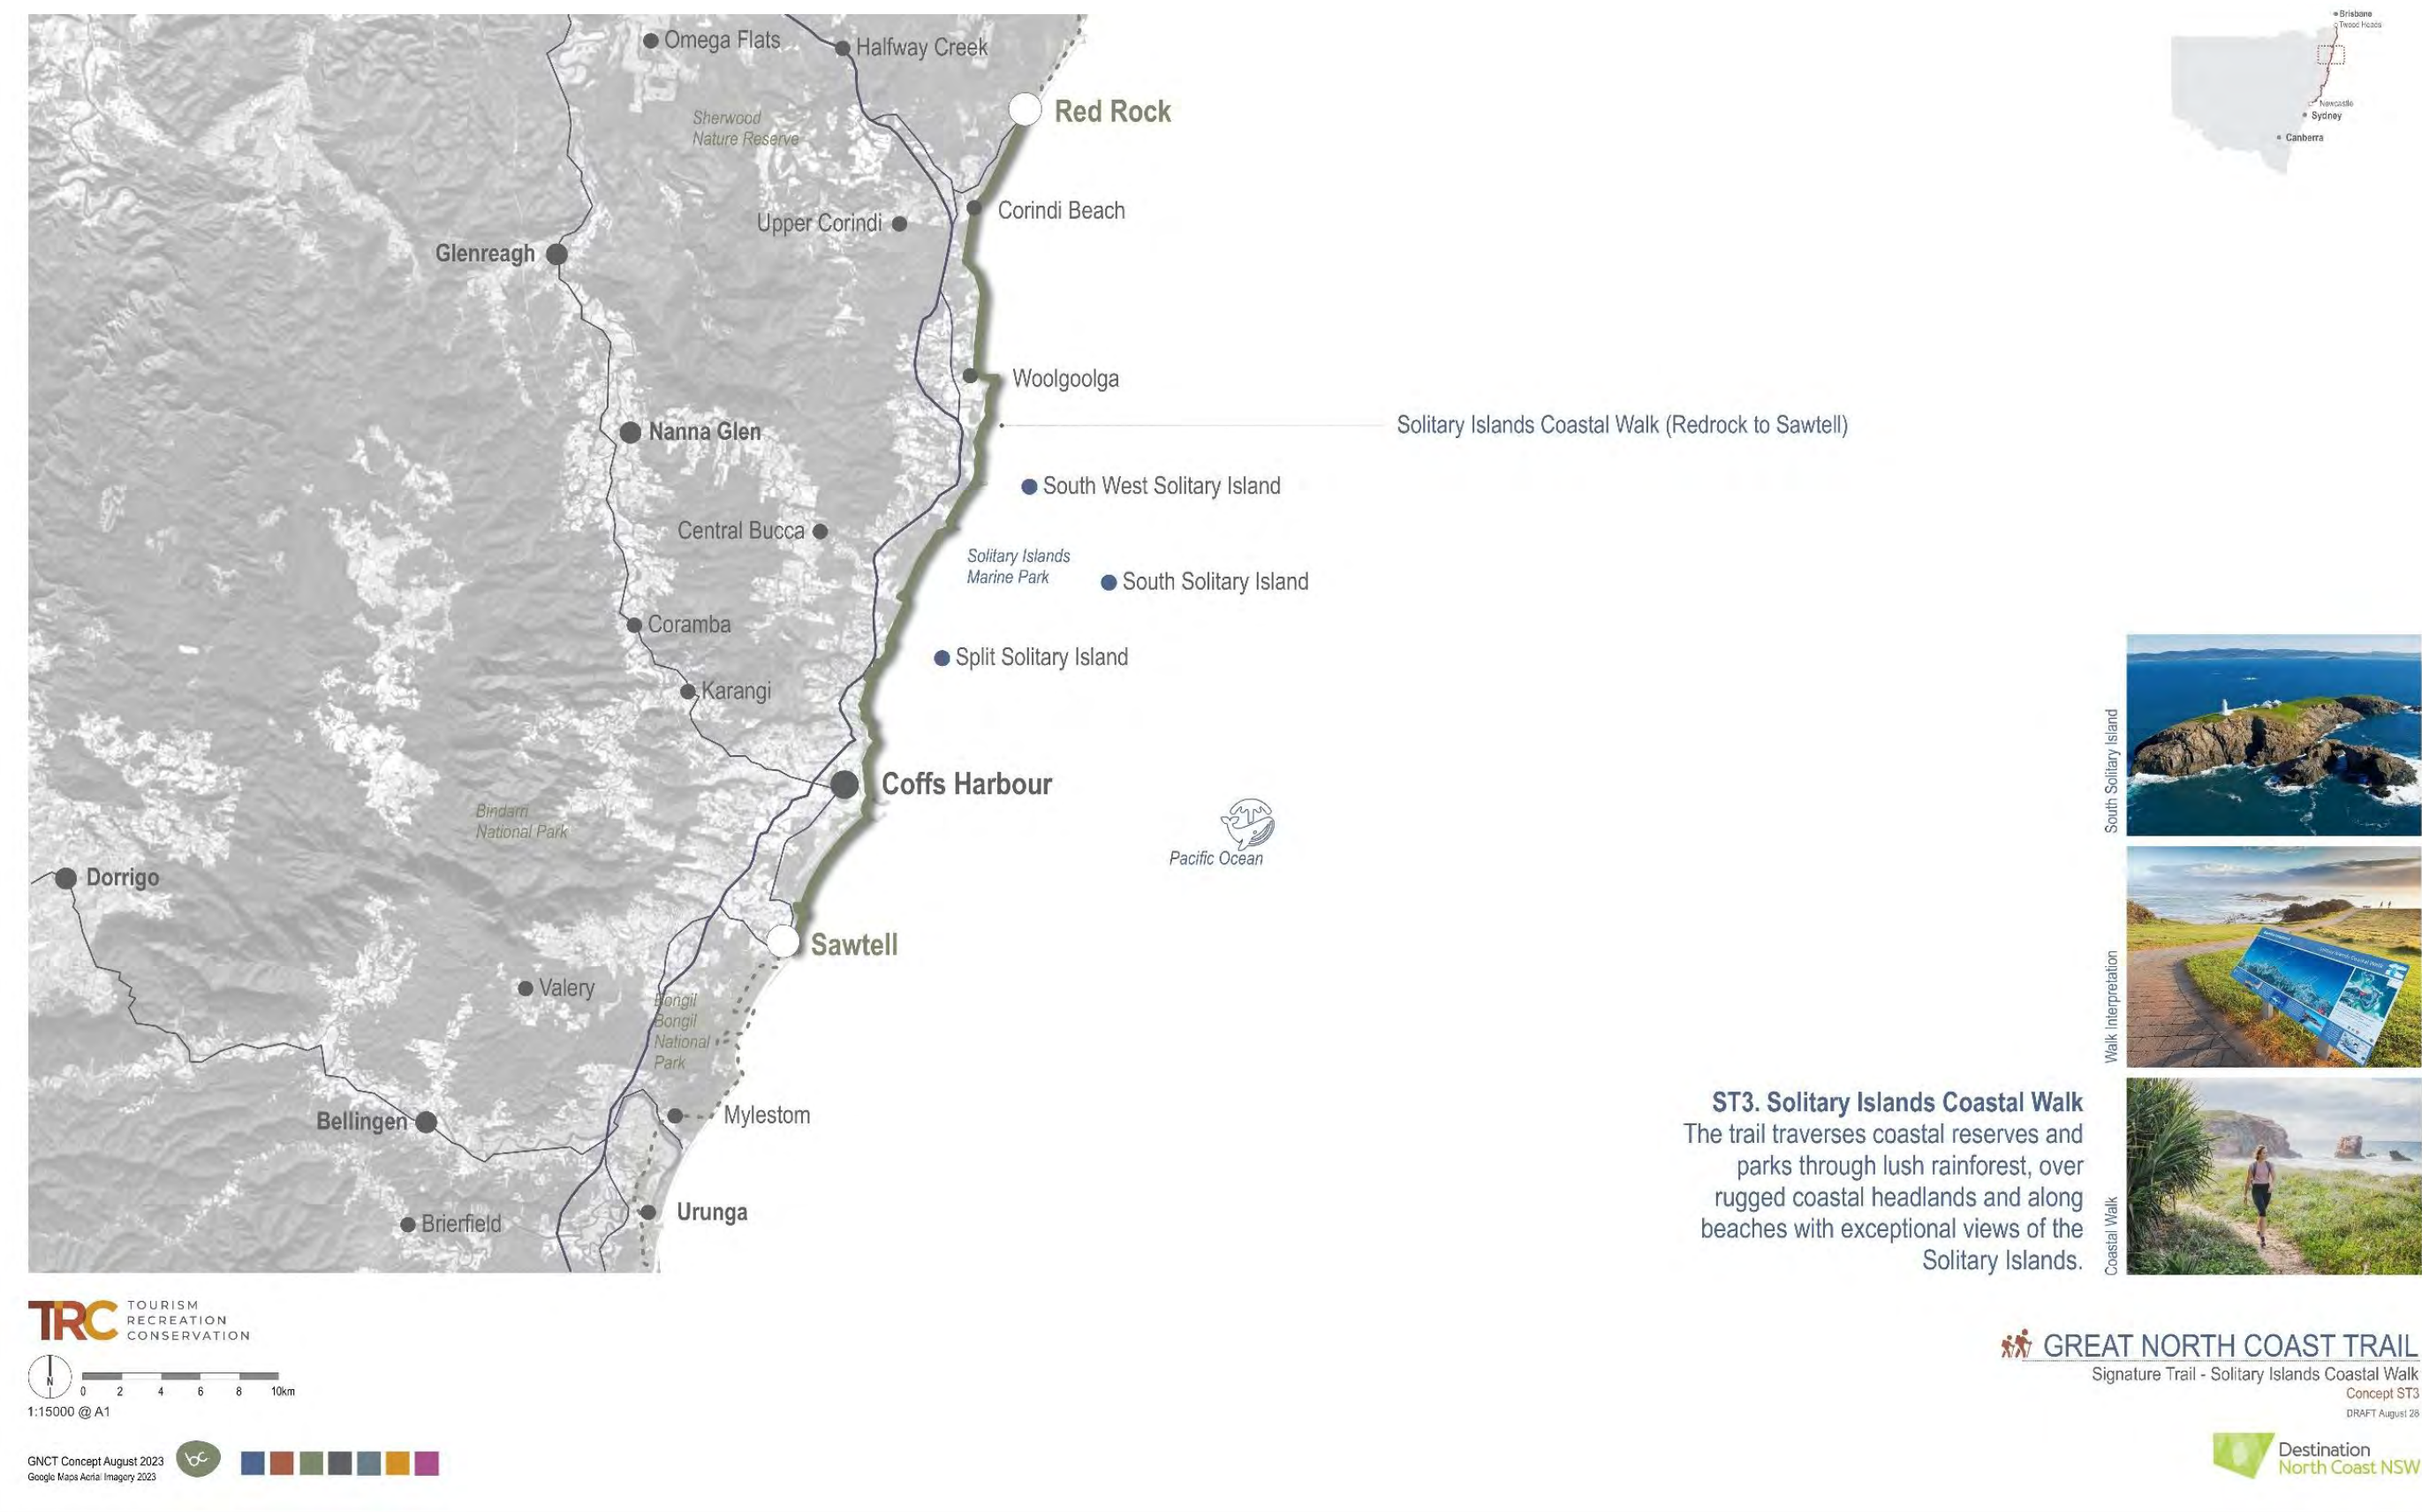 Omega Flats
Halfway Creek
Red Rock
Sherwood
Nature Reserve
Corindi Beach
Upper Corindi
Glenreagh
Woolgoolga
Solitary Islands Coastal Walk (Redrock to Sawtell)
Nanna Glen
South West Solitary Island
Central Bucca
Solitary Islands
Marine Park
South Solitary Island
Coramba
Split Solitary Island
Karangi
Coffs Harbour
Bindarri
National Park
Pacific Ocean
Dorrigo
Sawtell
Valery
Bongil
Bongil
National
Park
Mylestom
Bellingen
Urunga
Brierfield
Brisbane
Tweed Heads
Newcastle
Sydney
Canberra
South Solitary Island
Walk Interpretation
Coastal Walk
ST3. Solitary Islands Coastal Walk
The trail traverses coastal reserves and
parks through lush rainforest, over
rugged coastal headlands and along
beaches with exceptional views of the
Solitary Islands.
TRC
TOURISM
RECREATION
CONSERVATION
N
0 2 4 6 8 10km
1:15000 @ A1
GNCT Concept August 2023
Google Maps Aerial Imagery 2023
bc
GREAT NORTH COAST TRAIL
Signature Trail - Solitary Islands Coastal Walk
Concept ST3
DRAFT August 28
Destination
North Coast NSW